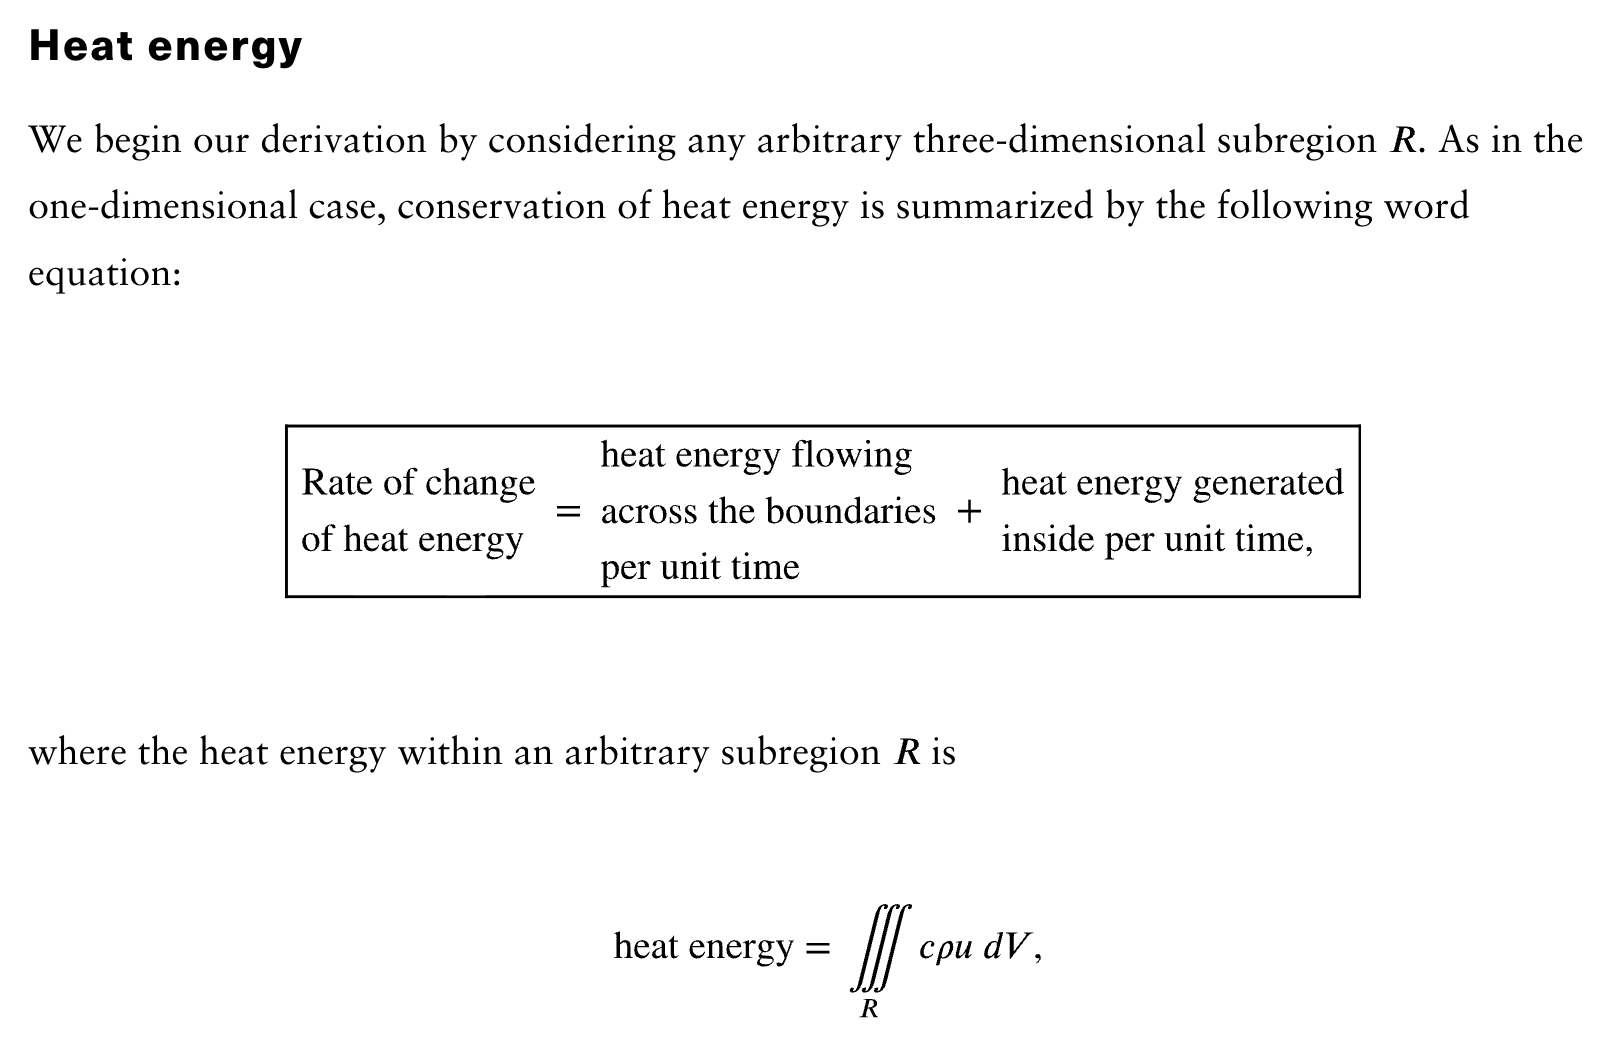 Heat energy
We begin our derivation by considering any arbitrary three-dimensional subregion R. As in the
one-dimensional case, conservation of heat energy is summarized by the following word
equation:
Rate of change of heat energy = heat energy flowing across the boundaries per unit time + heat energy generated inside per unit time,
where the heat energy within an arbitrary subregion R is
heat energy = ∭_R cρu dV,